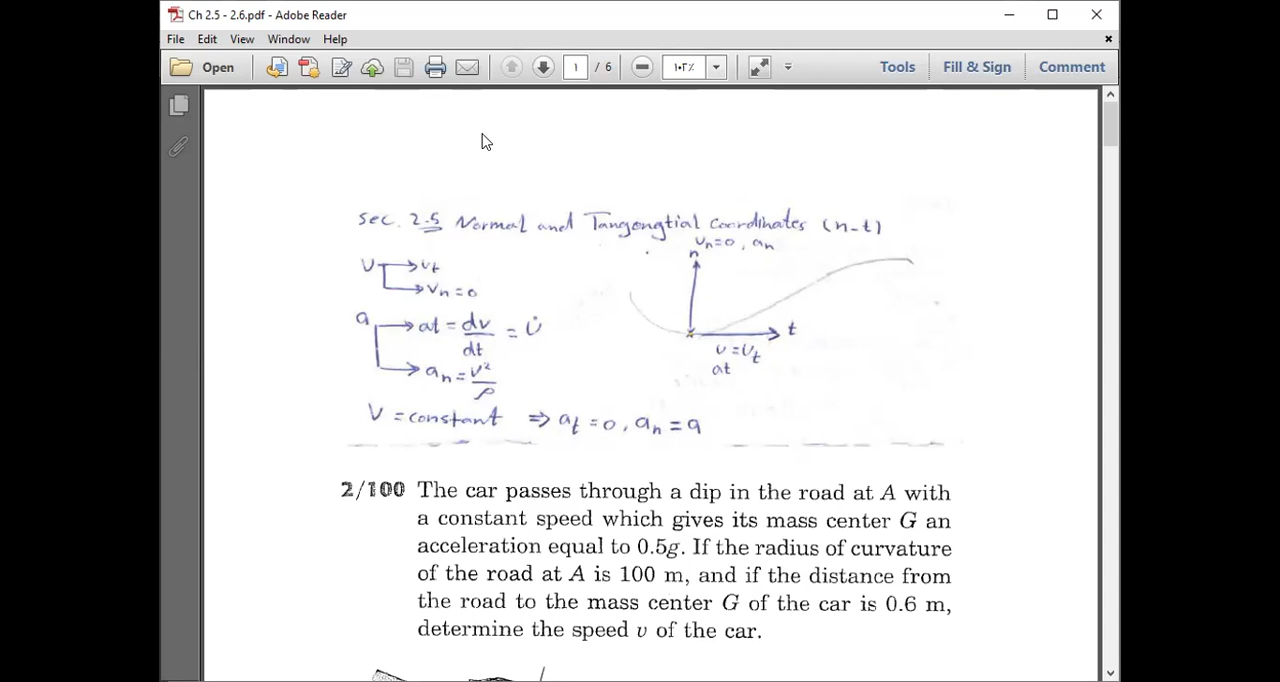 Ch 2.5 - 2.6.pdf - Adobe Reader
File Edit View Window Help
Open ١ / 6 ١٠٢٪ Tools Fill & Sign Comment
Sec. 2.5 Normal and Tangongtial Coordinates (n-t)
Vn=0, an
n
V → Vt
→ Vn = 0
a → at = dv/dt = V̇
→ an = V²/ρ
t
v = Vt
at
V = constant ⇒ at = 0, an = a
2/100 The car passes through a dip in the road at A with
a constant speed which gives its mass center G an
acceleration equal to 0.5g. If the radius of curvature
of the road at A is 100 m, and if the distance from
the road to the mass center G of the car is 0.6 m,
determine the speed v of the car.